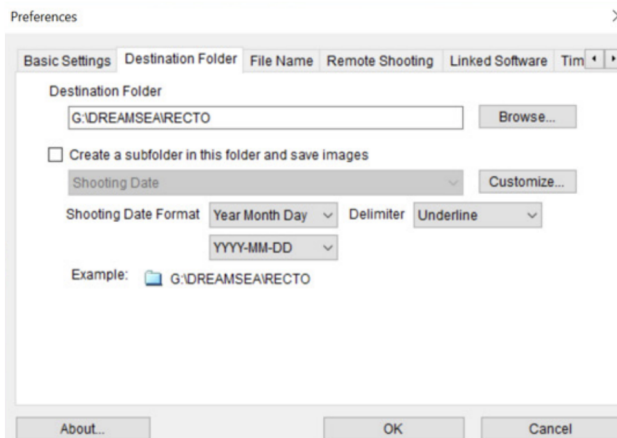 Preferences
Basic Settings Destination Folder File Name Remote Shooting Linked Software Tim
Destination Folder
G:\DREAMSEA\RECTO Browse...
Create a subfolder in this folder and save images
Shooting Date Customize...
Shooting Date Format Year Month Day Delimiter Underline
YYYY-MM-DD
Example: G:\DREAMSEA\RECTO
About... OK Cancel